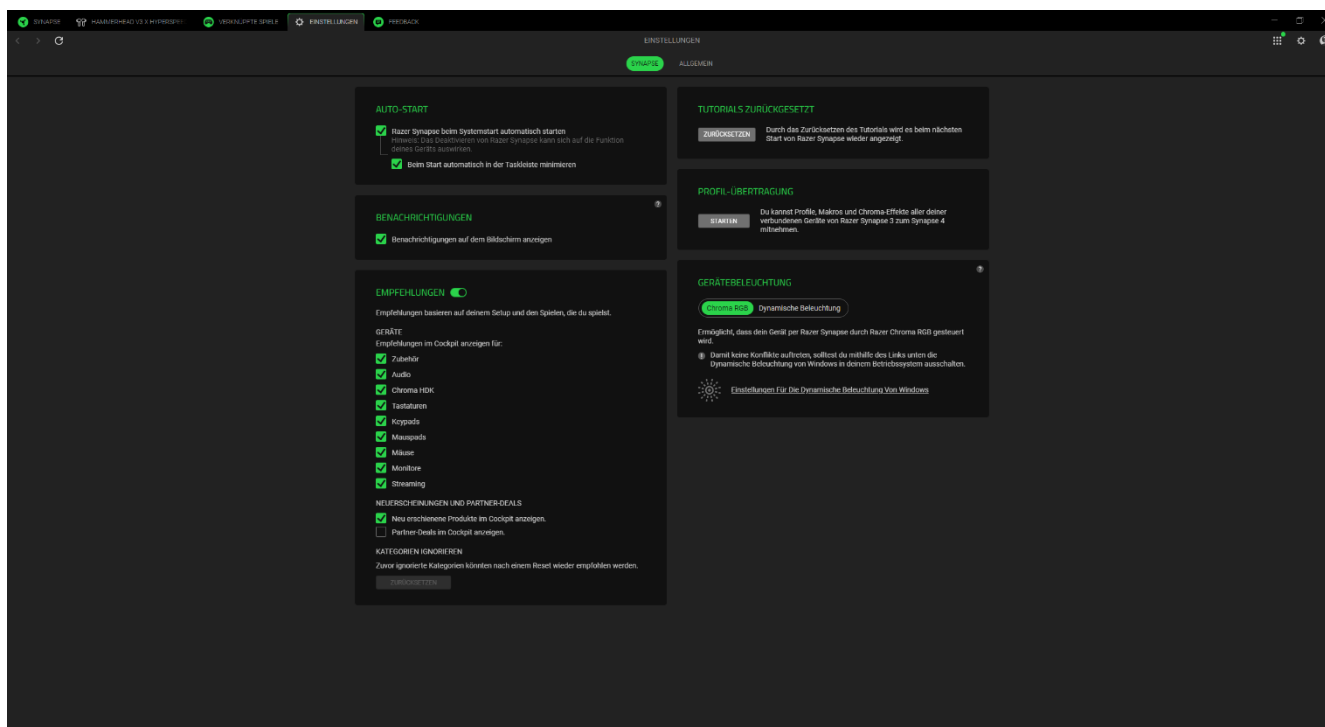 SYNAPSE
HAMMERHEAD V3 X HYPERSPEE
VERKNÜPFTE SPIELE
EINSTELLUNGEN
FEEDBACK
EINSTELLUNGEN
SYNAPSE
ALLGEMEIN
AUTO-START
Razer Synapse beim Systemstart automatisch starten
Hinweis: Das Deaktivieren von Razer Synapse kann sich auf die Funktion
deines Geräts auswirken.
Beim Start automatisch in der Taskleiste minimieren
BENACHRICHTIGUNGEN
Benachrichtigungen auf dem Bildschirm anzeigen
EMPFEHLUNGEN
Empfehlungen basieren auf deinem Setup und den Spielen, die du spielst.
GERÄTE
Empfehlungen im Cockpit anzeigen für:
Zubehör
Audio
Chroma HDK
Tastaturen
Keypads
Mauspads
Mäuse
Monitore
Streaming
NEUERSCHEINUNGEN UND PARTNER-DEALS
Neu erschienene Produkte im Cockpit anzeigen.
Partner-Deals im Cockpit anzeigen.
KATEGORIEN IGNORIEREN
Zuvor ignorierte Kategorien könnten nach einem Reset wieder empfohlen werden.
ZURÜCKSETZEN
TUTORIALS ZURÜCKGESETZT
ZURÜCKSETZEN
Durch das Zurücksetzen des Tutorials wird es beim nächsten
Start von Razer Synapse wieder angezeigt.
PROFIL-ÜBERTRAGUNG
STARTEN
Du kannst Profile, Makros und Chroma-Effekte aller deiner
verbundenen Geräte von Razer Synapse 3 zum Synapse 4
mitnehmen.
GERÄTEBELEUCHTUNG
Chroma RGB
Dynamische Beleuchtung
Ermöglicht, dass dein Gerät per Razer Synapse durch Razer Chroma RGB gesteuert
wird.
Damit keine Konflikte auftreten, solltest du mithilfe des Links unten die
Dynamische Beleuchtung von Windows in deinem Betriebssystem ausschalten.
Einstellungen Für Die Dynamische Beleuchtung Von Windows